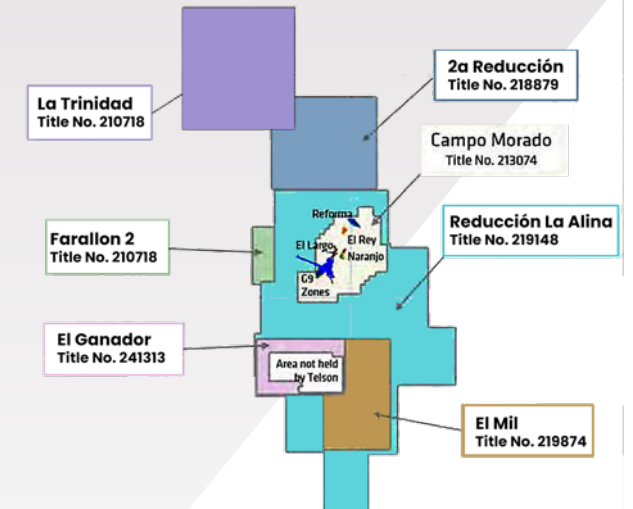 La Trinidad
Title No. 210718
2a Reducción
Title No. 218879
Campo Morado
Title No. 213074
Reforma
El Rey
El Largo
Naranjo
G9
Zones
Reducción La Alina
Title No. 219148
Farallon 2
Title No. 210718
El Ganador
Title No. 241313
Area not held
by Telson
El Mil
Title No. 219874